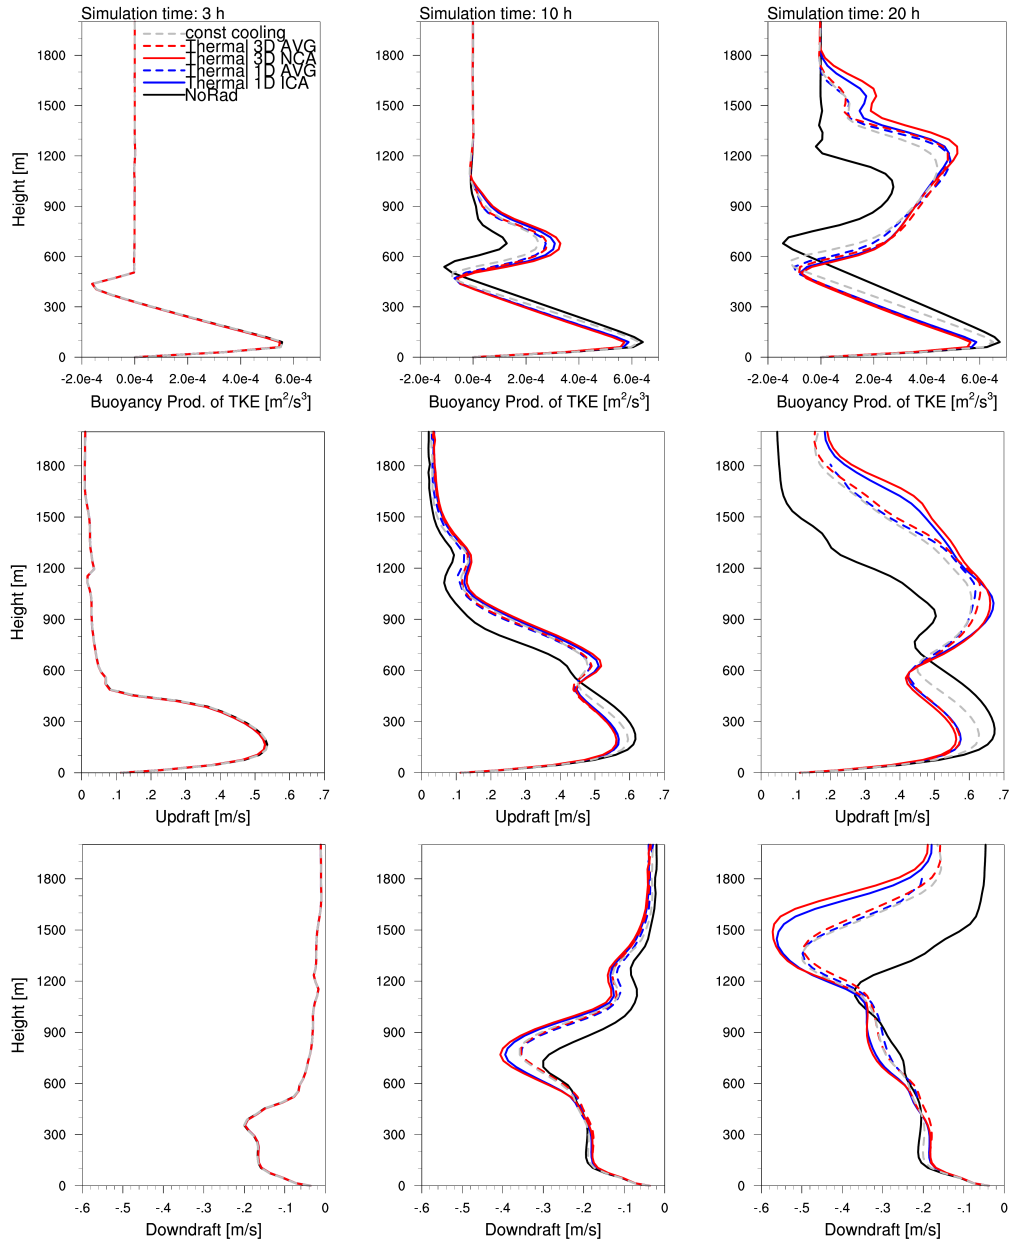 Simulation time: 3 h
Simulation time: 10 h
Simulation time: 20 h
const cooling
Thermal 3D AVG
Thermal 3D NCA
Thermal 1D AVG
Thermal 1D ICA
NoRad
Height [m]
1800
1500
1200
900
600
300
0
-2.0e-4 0.0e-4 2.0e-4 4.0e-4 6.0e-4
Buoyancy Prod. of TKE [m²/s³]
1800
1500
1200
900
600
300
0
-2.0e-4 0.0e-4 2.0e-4 4.0e-4 6.0e-4
Buoyancy Prod. of TKE [m²/s³]
1800
1500
1200
900
600
300
0
-2.0e-4 0.0e-4 2.0e-4 4.0e-4 6.0e-4
Buoyancy Prod. of TKE [m²/s³]
Height [m]
1800
1500
1200
900
600
300
0
0 .1 .2 .3 .4 .5 .6 .7
Updraft [m/s]
1800
1500
1200
900
600
300
0
0 .1 .2 .3 .4 .5 .6 .7
Updraft [m/s]
1800
1500
1200
900
600
300
0
0 .1 .2 .3 .4 .5 .6 .7
Updraft [m/s]
Height [m]
1800
1500
1200
900
600
300
0
-.6 -.5 -.4 -.3 -.2 -.1 .0
Downdraft [m/s]
1800
1500
1200
900
600
300
0
-.6 -.5 -.4 -.3 -.2 -.1 .0
Downdraft [m/s]
1800
1500
1200
900
600
300
0
-.6 -.5 -.4 -.3 -.2 -.1 .0
Downdraft [m/s]